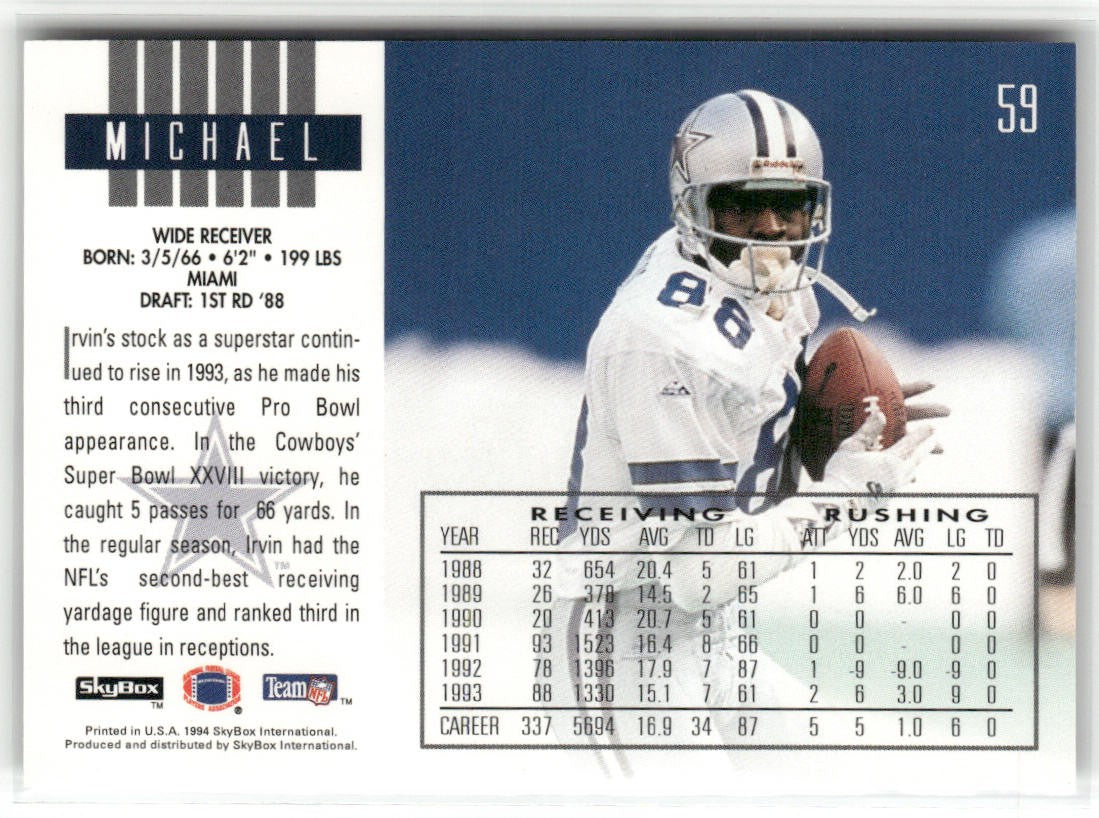 MICHAEL
WIDE RECEIVER
BORN: 3/5/66 • 6'2" • 199 LBS
MIAMI
DRAFT: 1ST RD '88
Irvin's stock as a superstar contin-
ued to rise in 1993, as he made his
third consecutive Pro Bowl
appearance. In the Cowboys'
Super Bowl XXVIII victory, he
caught 5 passes for 66 yards. In
the regular season, Irvin had the
NFL's second-best receiving
yardage figure and ranked third in
the league in receptions.
TM
SkyBox TM
® Team NFL TM
Printed in U.S.A. 1994 SkyBox International.
Produced and distributed by SkyBox International.
59
Riddell
88
8
RECEIVING RUSHING
YEAR REC YDS AVG TD LG ATT YDS AVG LG TD
1988 32 654 20.4 5 61 1 2 2.0 2 0
1989 26 378 14.5 2 65 1 6 6.0 6 0
1990 20 413 20.7 5 61 0 0 - 0 0
1991 93 1523 16.4 8 66 0 0 - 0 0
1992 78 1396 17.9 7 87 1 -9 -9.0 -9 0
1993 88 1330 15.1 7 61 2 6 3.0 9 0
CAREER 337 5694 16.9 34 87 5 5 1.0 6 0